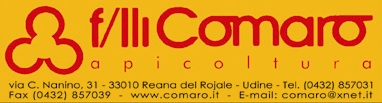 f/lli Comaro
apicoltura
via C. Nanino, 31 - 33010 Reana del Rojale - Udine - Tel. (0432) 857031
Fax (0432) 857039 - www.comaro.it - E-mail: comaro@xnet.it